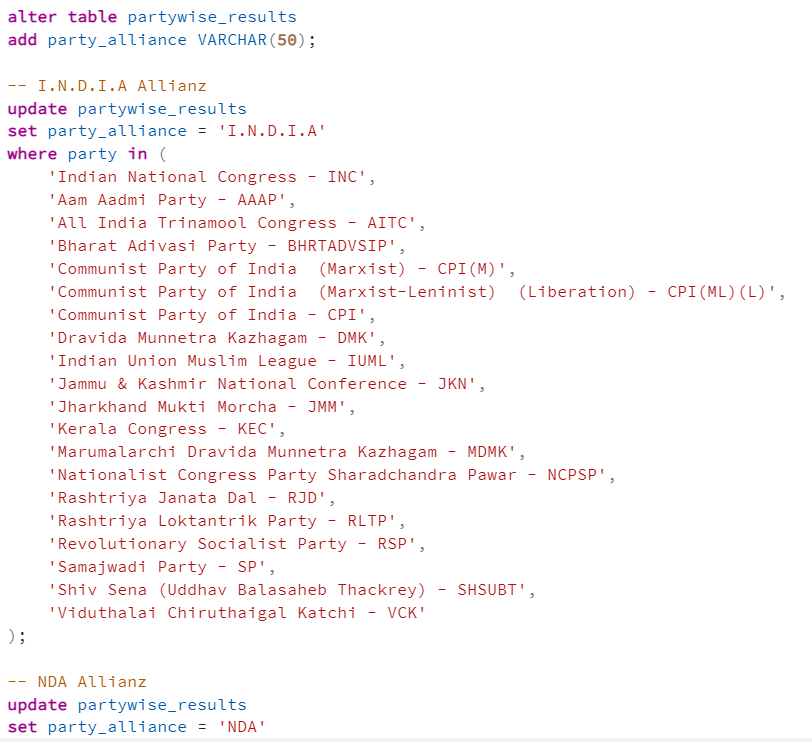 alter table partywise_results
add party_alliance VARCHAR(50);

-- I.N.D.I.A Allianz
update partywise_results
set party_alliance = 'I.N.D.I.A'
where party in (
    'Indian National Congress - INC',
    'Aam Aadmi Party - AAAP',
    'All India Trinamool Congress - AITC',
    'Bharat Adivasi Party - BHRTADVSIP',
    'Communist Party of India  (Marxist) - CPI(M)',
    'Communist Party of India  (Marxist-Leninist)  (Liberation) - CPI(ML)(L)',
    'Communist Party of India - CPI',
    'Dravida Munnetra Kazhagam - DMK',
    'Indian Union Muslim League - IUML',
    'Jammu & Kashmir National Conference - JKN',
    'Jharkhand Mukti Morcha - JMM',
    'Kerala Congress - KEC',
    'Marumalarchi Dravida Munnetra Kazhagam - MDMK',
    'Nationalist Congress Party Sharadchandra Pawar - NCPSP',
    'Rashtriya Janata Dal - RJD',
    'Rashtriya Loktantrik Party - RLTP',
    'Revolutionary Socialist Party - RSP',
    'Samajwadi Party - SP',
    'Shiv Sena (Uddhav Balasaheb Thackrey) - SHSUBT',
    'Viduthalai Chiruthaigal Katchi - VCK'
);

-- NDA Allianz
update partywise_results
set party_alliance = 'NDA'